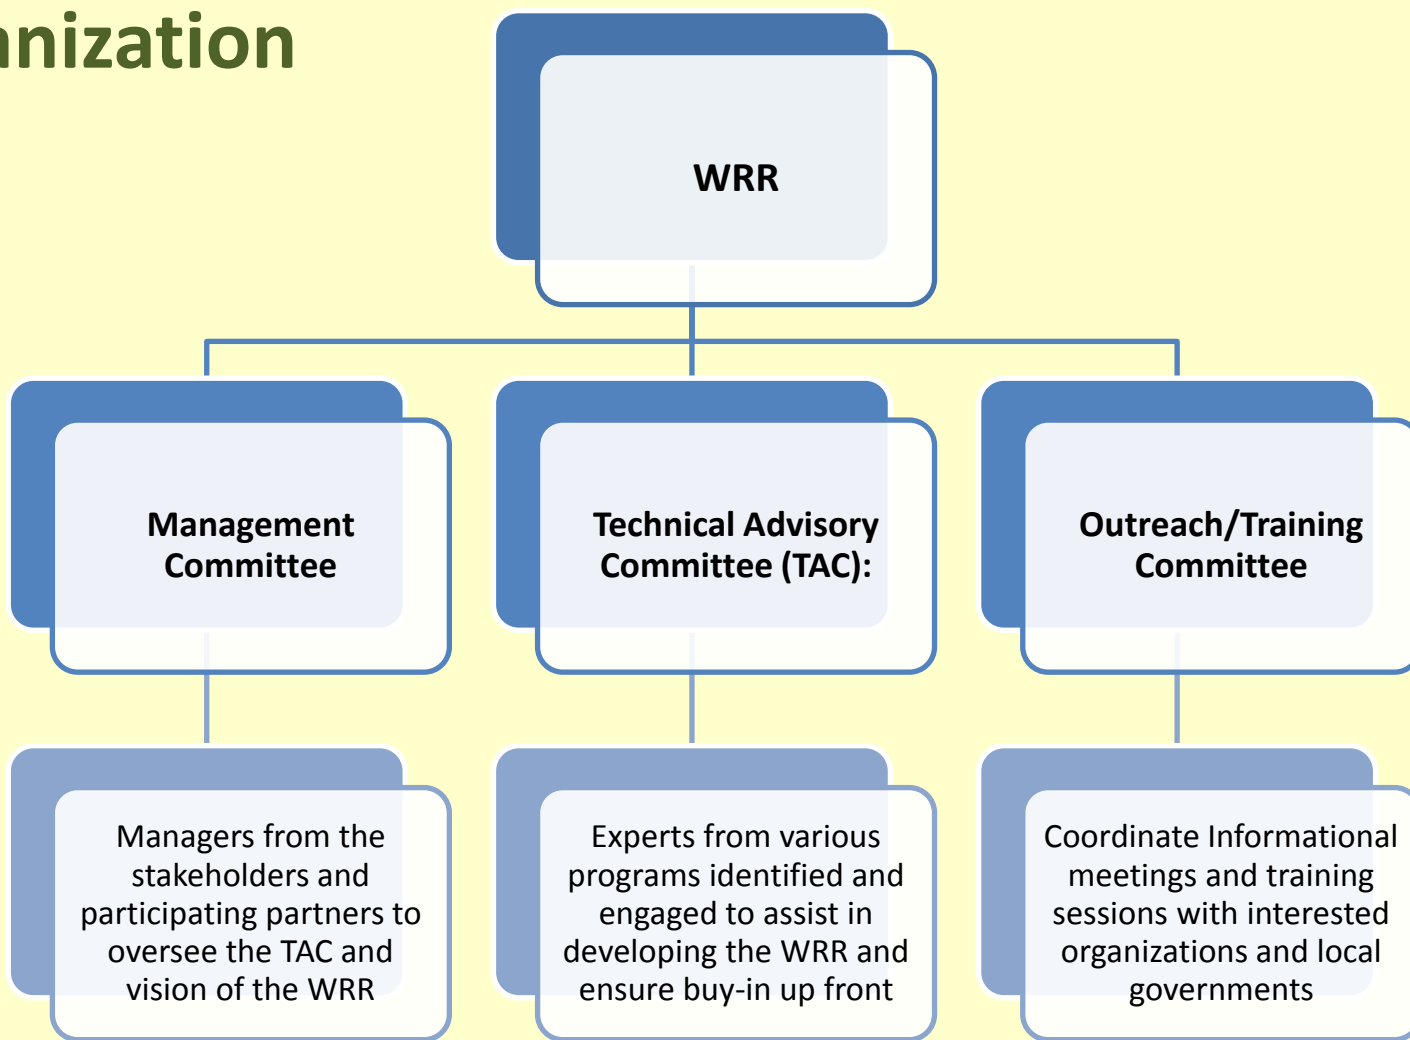 anization
WRR
Management
Committee
Technical Advisory
Committee (TAC):
Outreach/Training
Committee
Managers from the
stakeholders and
participating partners to
oversee the TAC and
vision of the WRR
Experts from various
programs identified and
engaged to assist in
developing the WRR and
ensure buy-in up front
Coordinate Informational
meetings and training
sessions with interested
organizations and local
governments